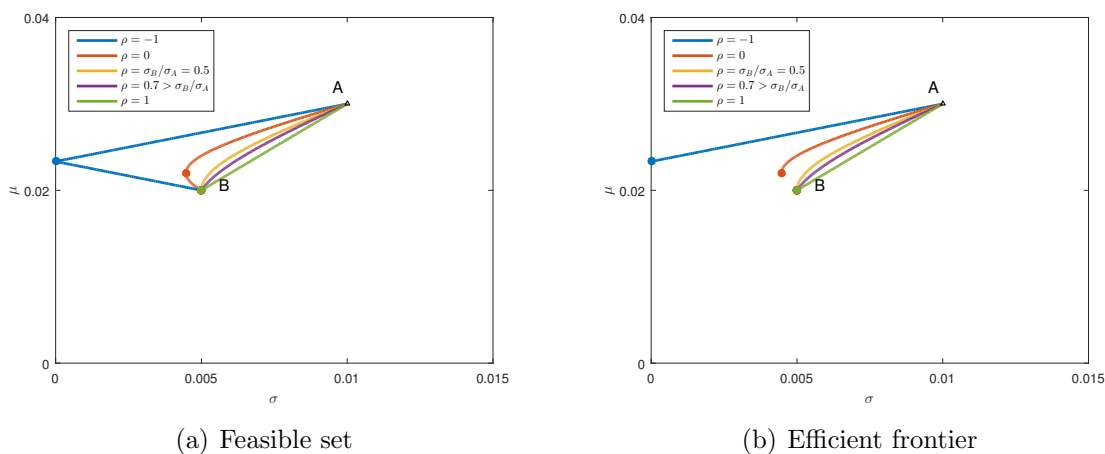 0.04
ρ = −1
ρ = 0
ρ = σ_B/σ_A = 0.5
ρ = 0.7 > σ_B/σ_A
ρ = 1
A
B
μ
0.02
0
0
0.005
0.01
0.015
σ
(a) Feasible set
0.04
ρ = −1
ρ = 0
ρ = σ_B/σ_A = 0.5
ρ = 0.7 > σ_B/σ_A
ρ = 1
A
B
μ
0.02
0
0
0.005
0.01
0.015
σ
(b) Efficient frontier